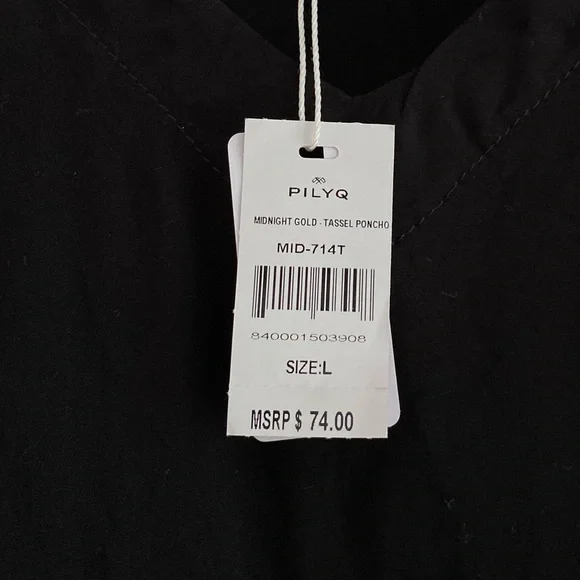 PILYQ
MIDNIGHT GOLD - TASSEL PONCHO
MID-714T
840001503908
SIZE:L
MSRP $ 74.00